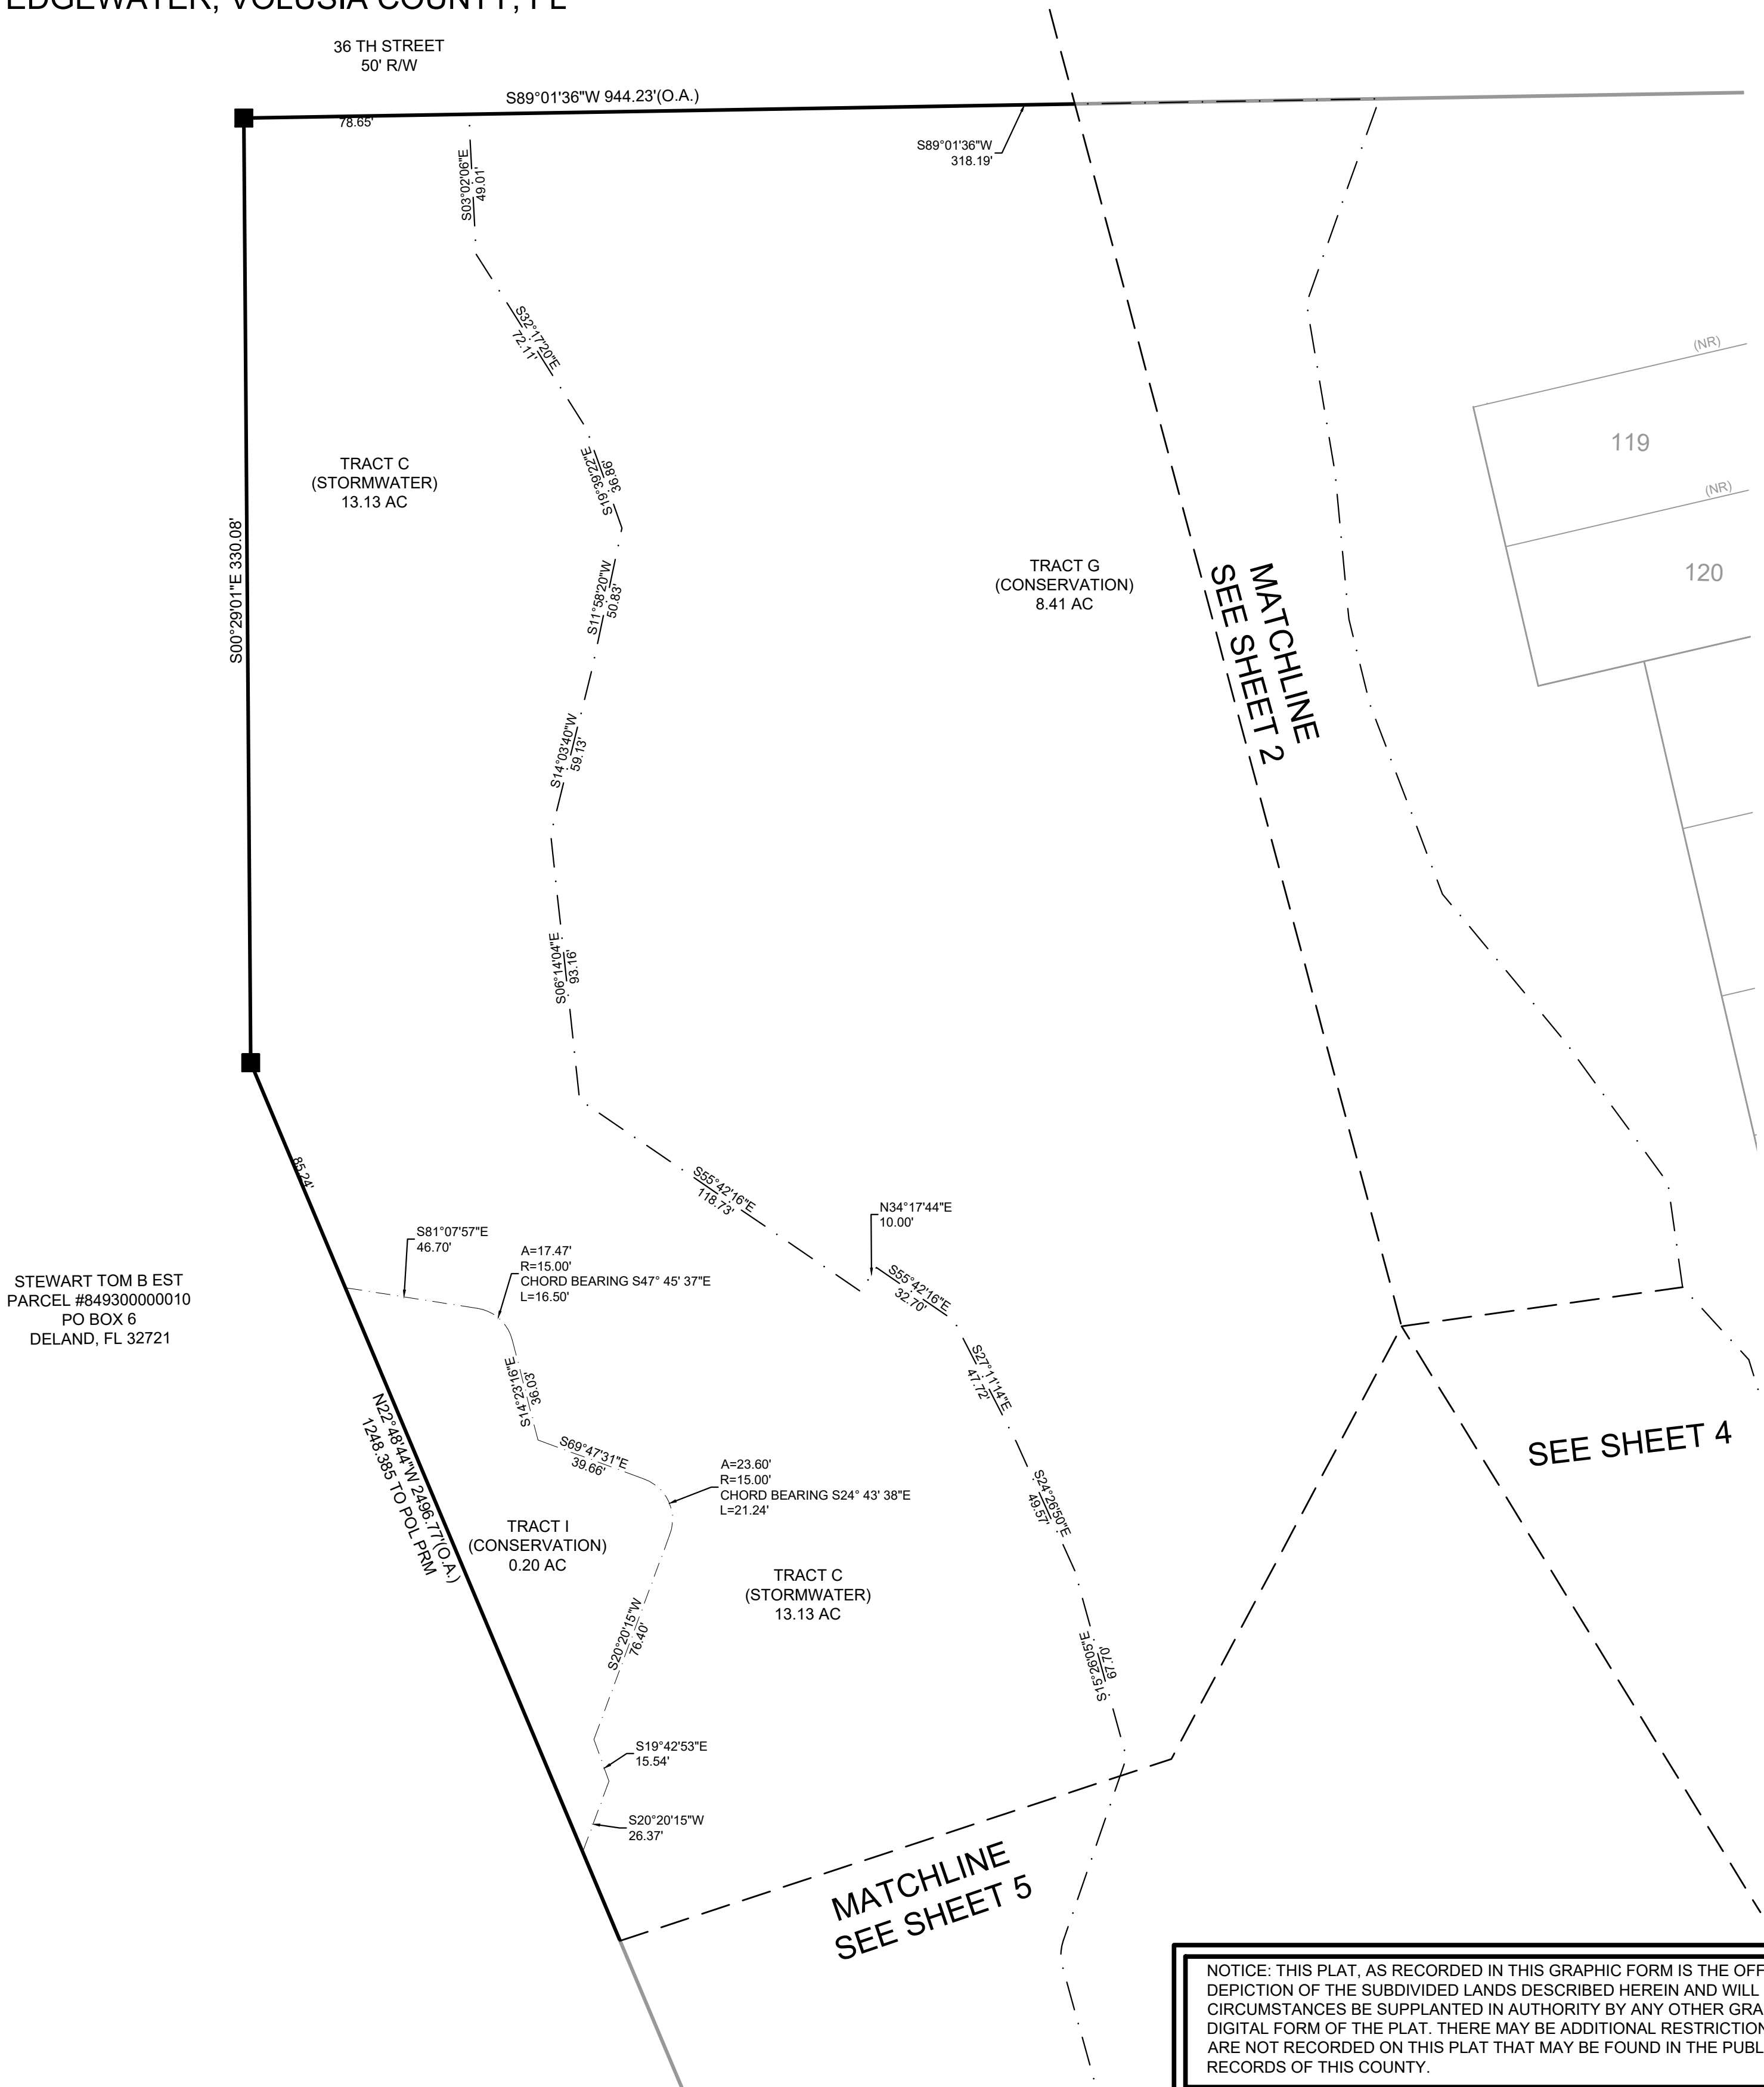 EDGEWATER, VOLUSIA COUNTY, FL
36 TH STREET
50' R/W
S89°01'36"W 944.23'(O.A.)
78.65'
S89°01'36"W
318.19'
S03°02'06"E
49.01'
S32°17'20"E
72.11'
(NR)
119
TRACT C
(STORMWATER)
13.13 AC
S19°39'22"E
36.86'
(NR)
S00°29'01"E 330.08'
S11°58'20"W
50.83'
TRACT G
(CONSERVATION)
8.41 AC
120
MATCHLINE
SEE SHEET 2
S14°03'40"W
59.13'
S06°14'04"E
93.16'
85.24'
S55°42'16"E
118.73'
N34°17'44"E
10.00'
S81°07'57"E
46.70'
A=17.47'
R=15.00'
CHORD BEARING S47° 45' 37"E
L=16.50'
S55°42'16"E
32.70'
STEWART TOM B EST
PARCEL #849300000010
PO BOX 6
DELAND, FL 32721
S14°23'16"E
36.03'
S27°11'14"E
47.72'
N22°48'44"W 2496.77'(O.A.)
1248.385 TO POL PRM
S69°47'31"E
39.66'
SEE SHEET 4
A=23.60'
R=15.00'
CHORD BEARING S24° 43' 38"E
L=21.24'
S24°26'50"E
49.57'
TRACT I
(CONSERVATION)
0.20 AC
TRACT C
(STORMWATER)
13.13 AC
S20°20'15"W
76.40'
S15°26'05"E
67.70'
S19°42'53"E
15.54'
S20°20'15"W
26.37'
MATCHLINE
SEE SHEET 5
NOTICE: THIS PLAT, AS RECORDED IN THIS GRAPHIC FORM IS THE OFF
DEPICTION OF THE SUBDIVIDED LANDS DESCRIBED HEREIN AND WILL
CIRCUMSTANCES BE SUPPLANTED IN AUTHORITY BY ANY OTHER GRA
DIGITAL FORM OF THE PLAT. THERE MAY BE ADDITIONAL RESTRICTION
ARE NOT RECORDED ON THIS PLAT THAT MAY BE FOUND IN THE PUBL
RECORDS OF THIS COUNTY.